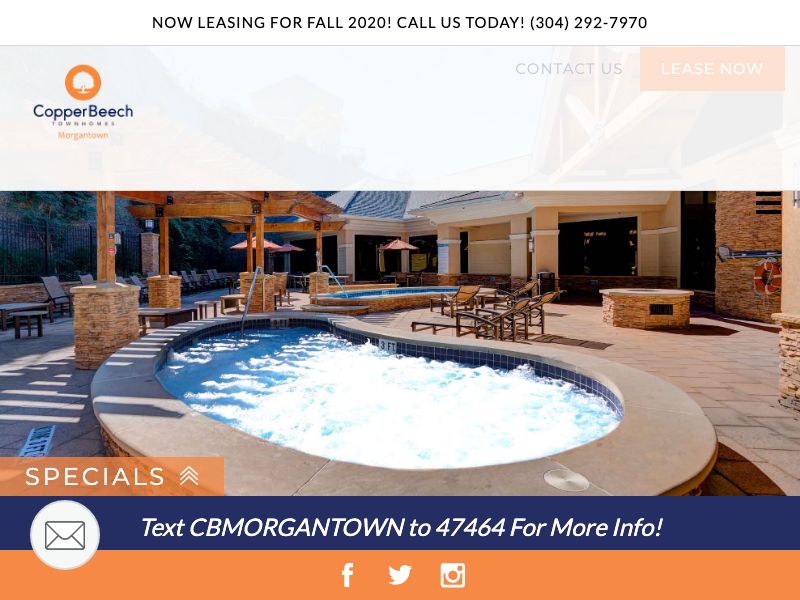 NOW LEASING FOR FALL 2020! CALL US TODAY! (304) 292-7970
CONTACT US
LEASE NOW
CopperBeech
TOWNHOMES
Morgantown
3 FT
SPECIALS
Text CBMORGANTOWN to 47464 For More Info!